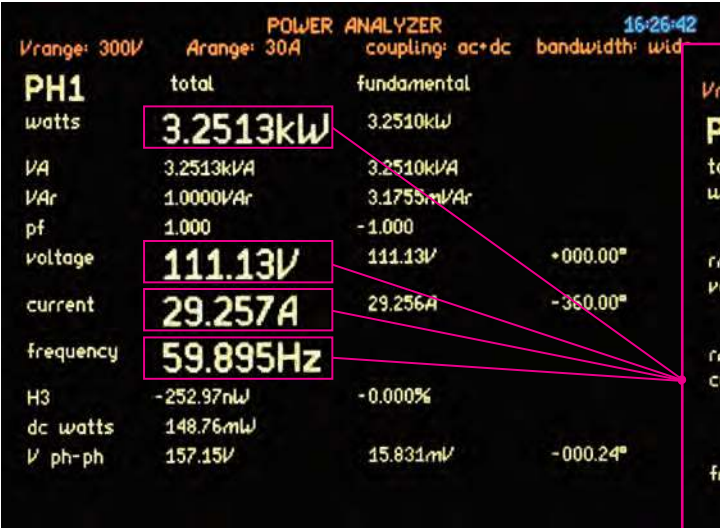 POWER ANALYZER 16:26:42
Vrange: 300V Arange: 30A coupling: ac+dc bandwidth:
PH1 total fundamental
watts 3.2513kW 3.2510kW
VA 3.2513kVA 3.2510kVA
VAr 1.0000VAr 3.1755mVAr
pf 1.000 -1.000
voltage 111.13V 111.13V +000.00°
current 29.257A 29.256A -360.00°
frequency 59.895Hz
H3 -252.97nW -0.000%
dc watts 148.76mW
V ph-ph 157.15V 15.831mV -000.24°